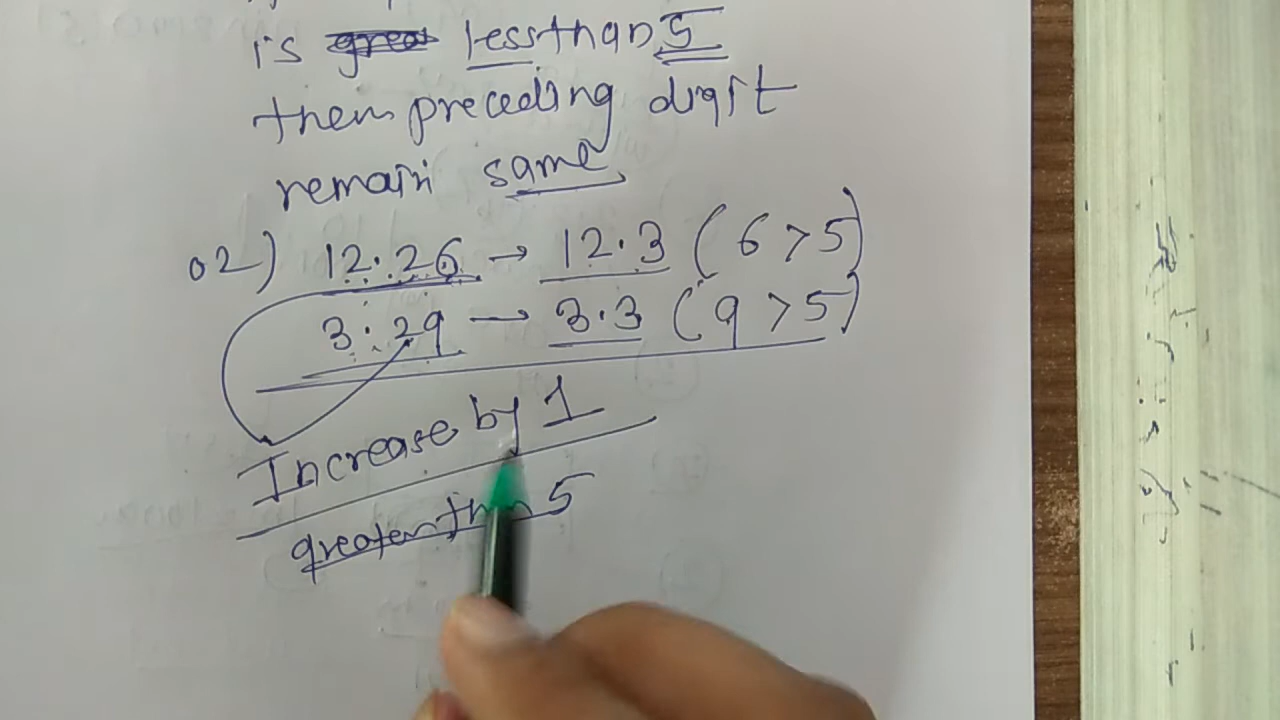 is less than 5
then preceding digit
remain same
02) 12.26 → 12.3 (6 > 5)
3.29 → 3.3 (9 > 5)
Increase by 1
greater than 5